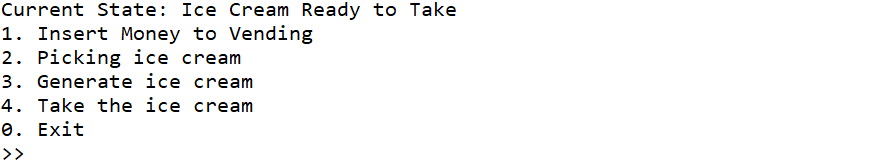 Current State: Ice Cream Ready to Take
1. Insert Money to Vending
2. Picking ice cream
3. Generate ice cream
4. Take the ice cream
0. Exit
>>